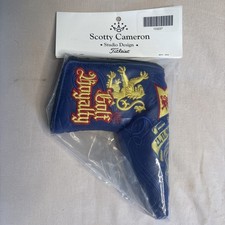 Scotty Cameron
Studio Design
Titleist
Golf
Royalty